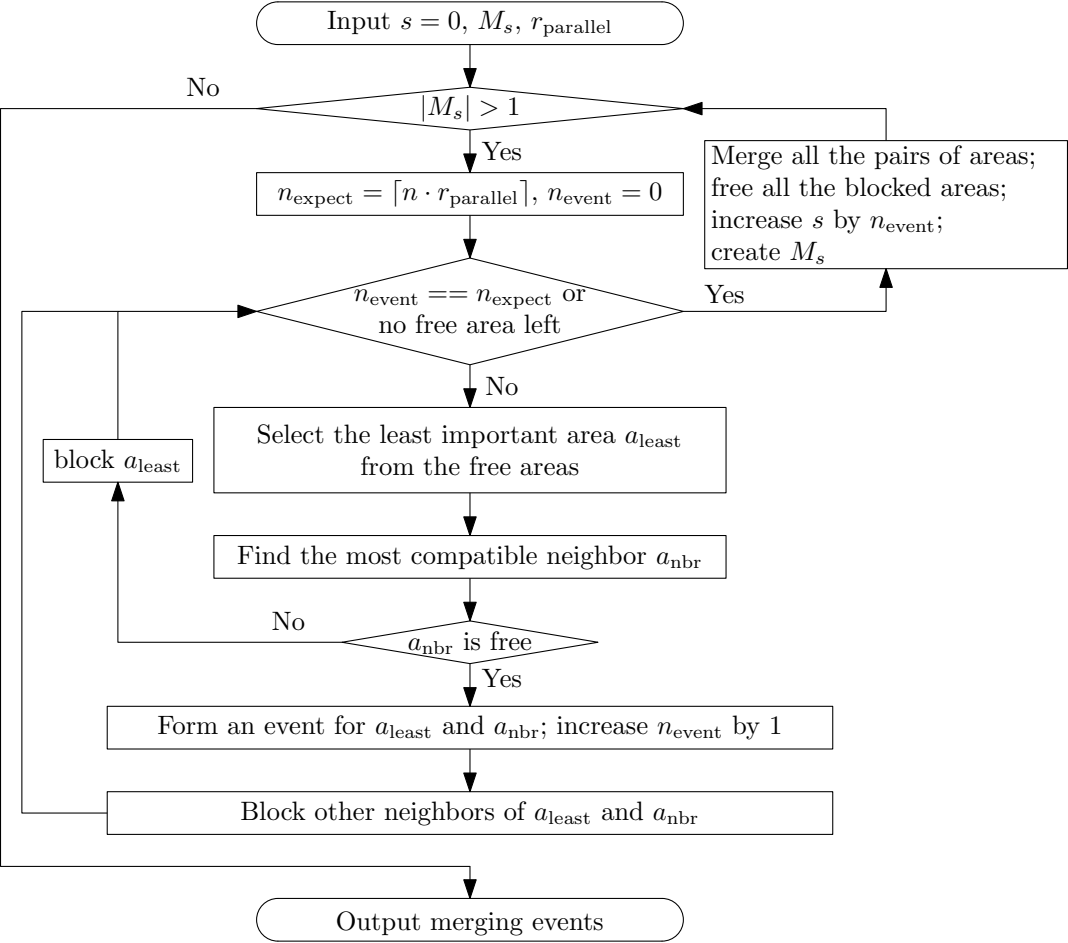 Input s = 0, M_s, r_parallel
No
|M_s| > 1
Yes
Merge all the pairs of areas;
free all the blocked areas;
increase s by n_event;
create M_s
n_expect = ⌈n · r_parallel⌉, n_event = 0
n_event == n_expect or
no free area left
Yes
No
Select the least important area a_least
from the free areas
block a_least
Find the most compatible neighbor a_nbr
No
a_nbr is free
Yes
Form an event for a_least and a_nbr; increase n_event by 1
Block other neighbors of a_least and a_nbr
Output merging events